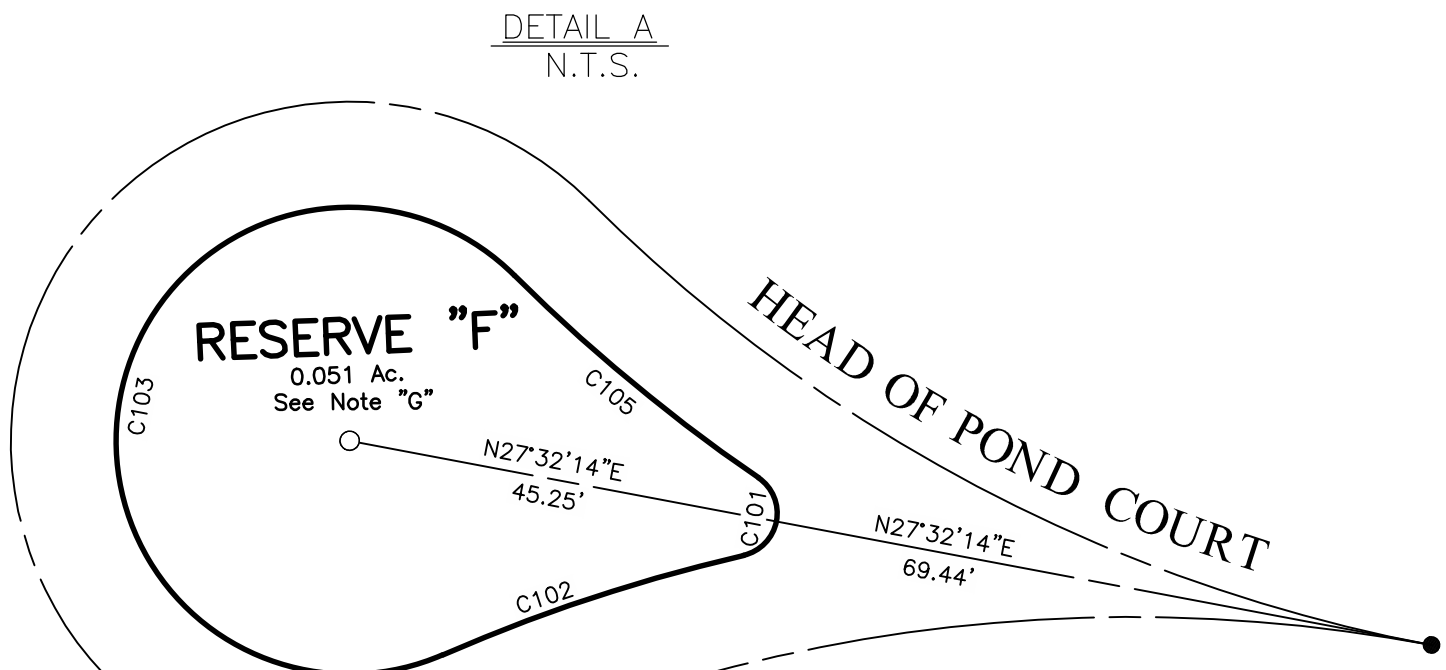 DETAIL A
N.T.S.
HEAD OF POND COURT
RESERVE "F"
0.051 Ac.
See Note "G"
C103
C105
N27°32'14"E
45.25'
C101
N27°32'14"E
69.44'
C102